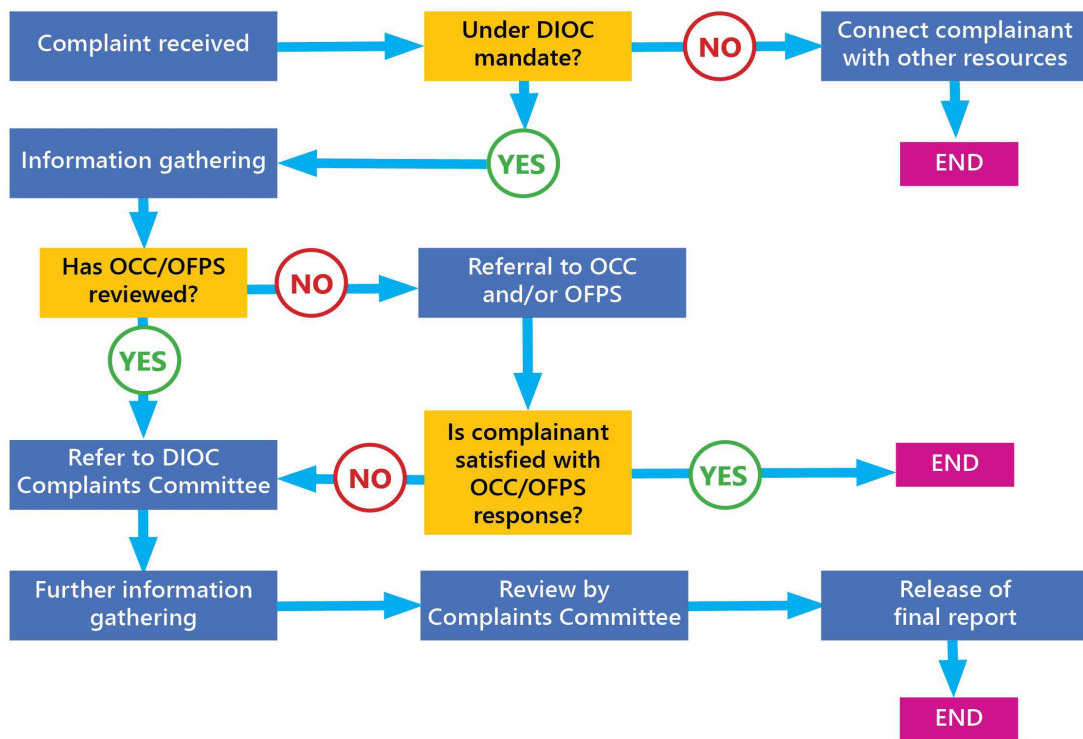 Complaint received
Under DIOC
mandate?
NO
Connect complainant
with other resources
END
YES
Information gathering
Has OCC/OFPS
reviewed?
NO
Referral to OCC
and/or OFPS
YES
Refer to DIOC
Complaints Committee
NO
Is complainant
satisfied with
OCC/OFPS
response?
YES
END
Further information
gathering
Review by
Complaints Committee
Release of
final report
END